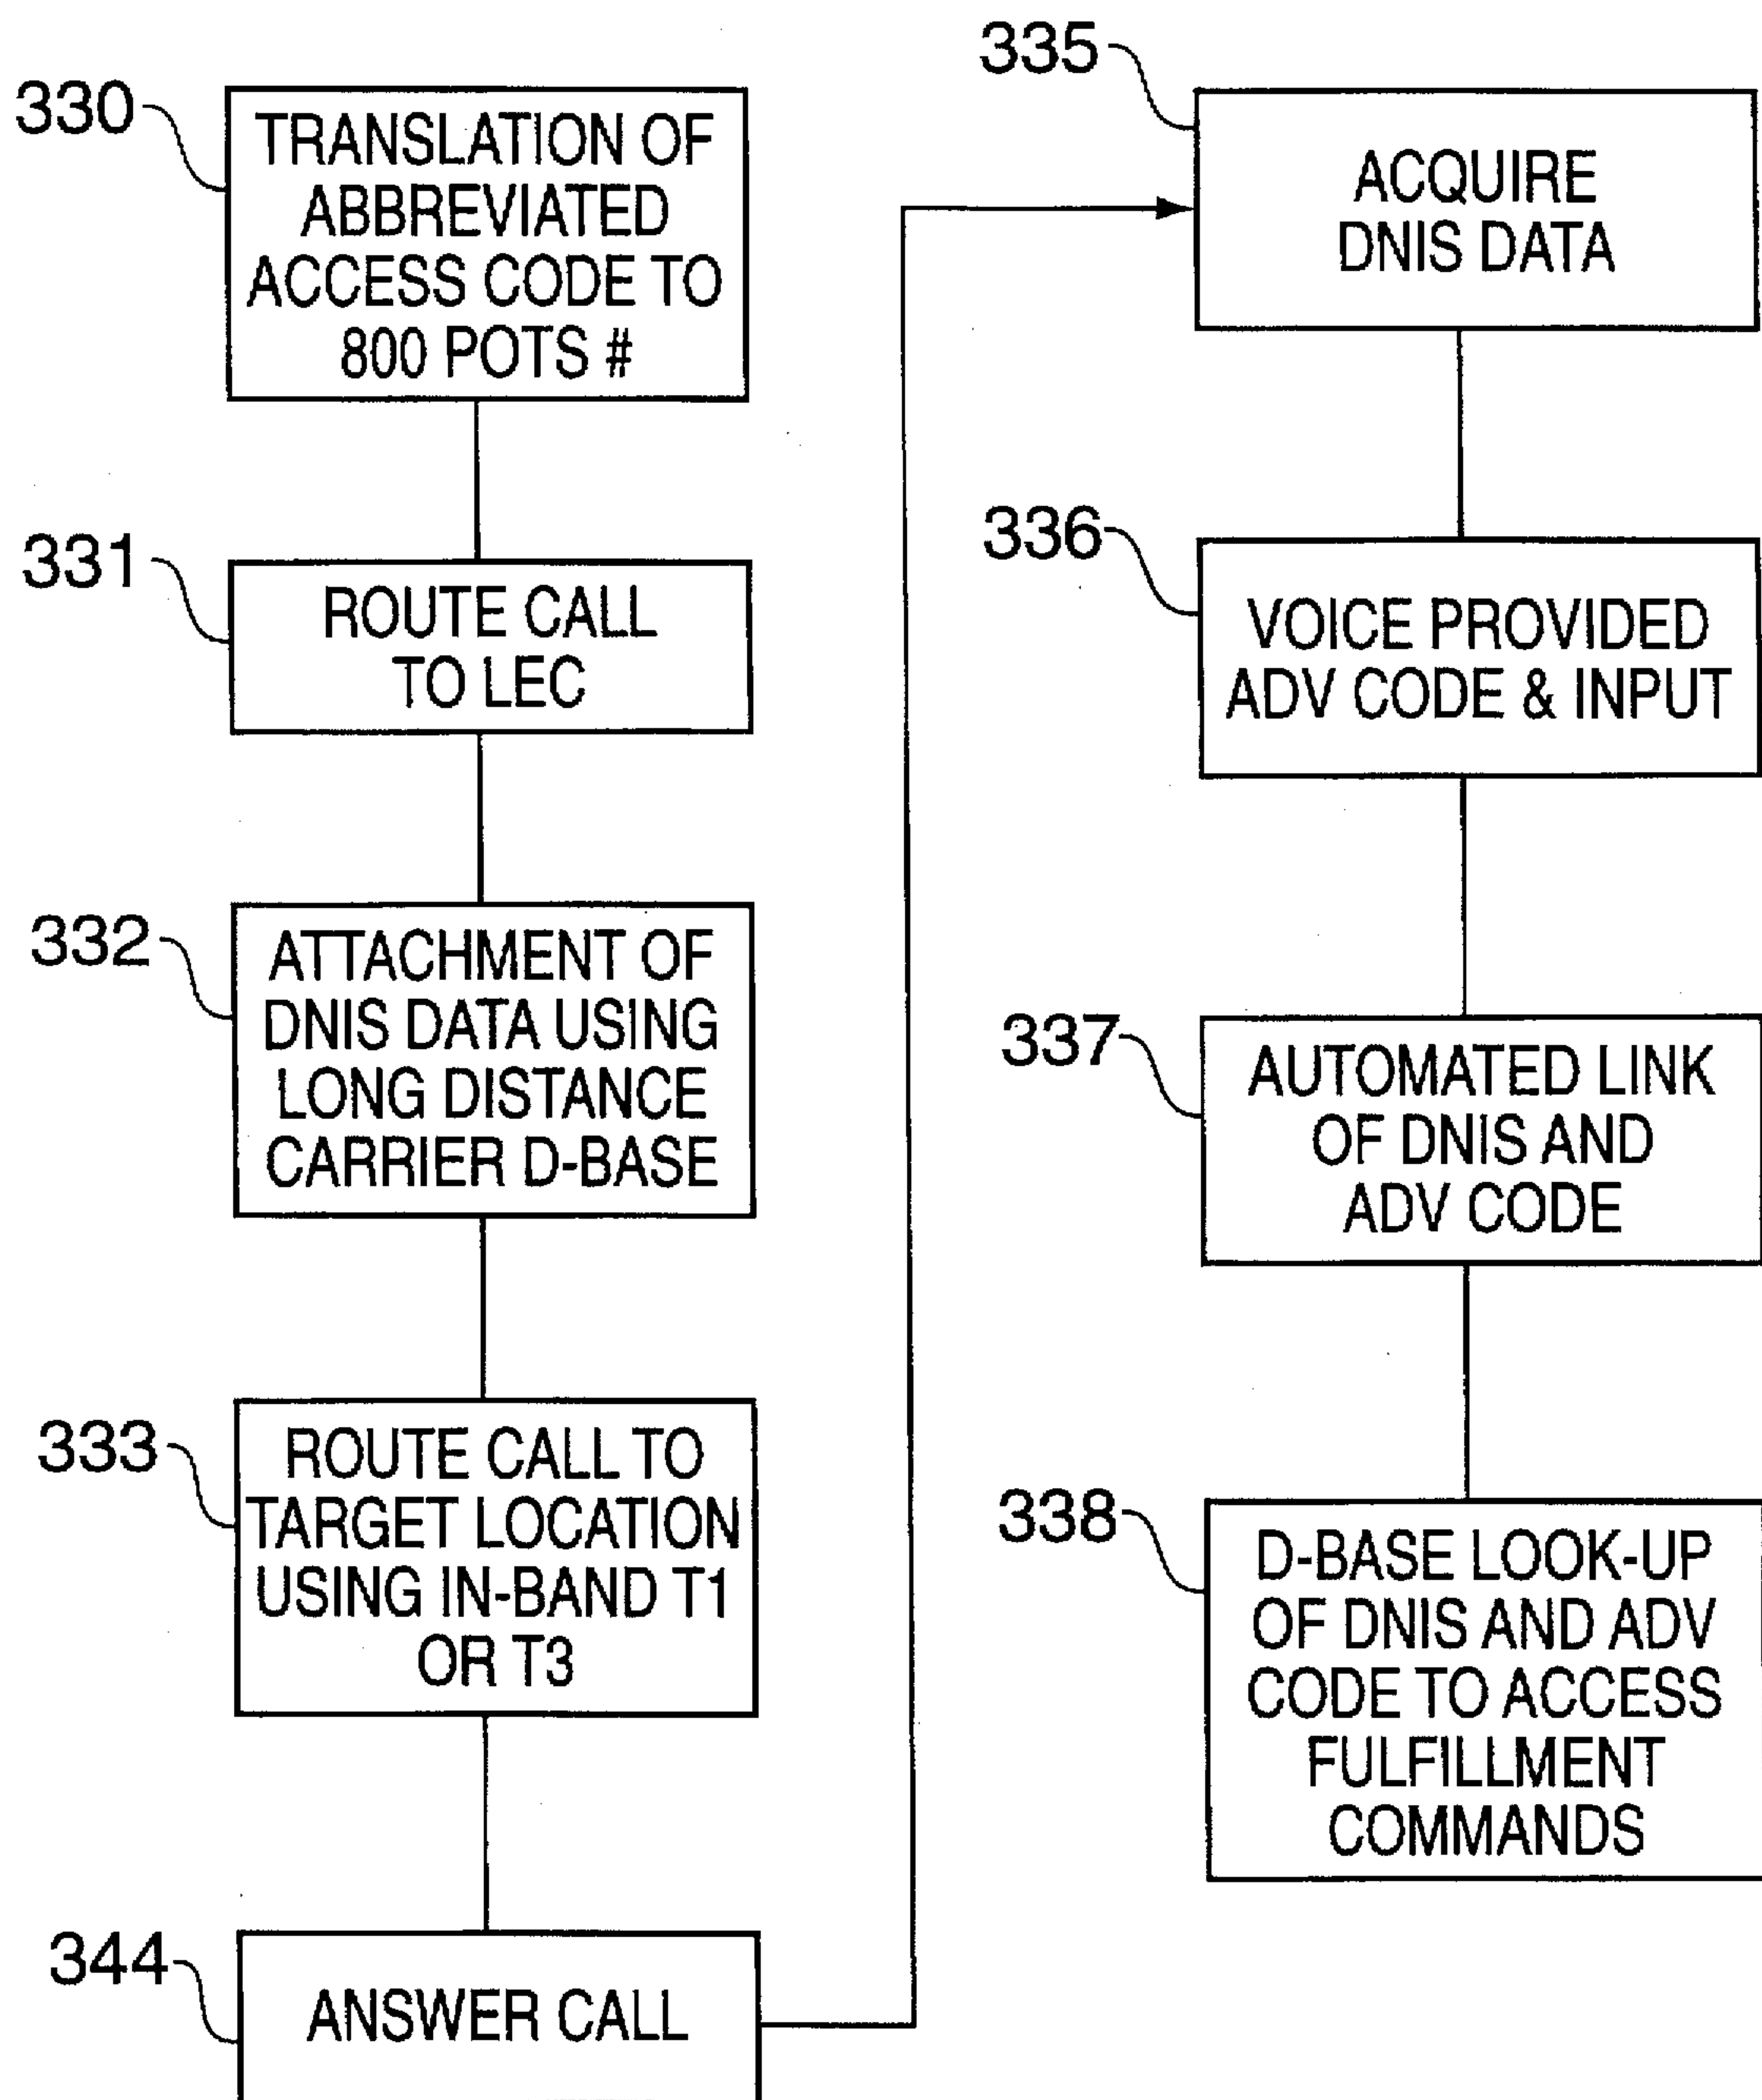 330
TRANSLATION OF
ABBREVIATED
ACCESS CODE TO
800 POTS #
331
ROUTE CALL
TO LEC
332
ATTACHMENT OF
DNIS DATA USING
LONG DISTANCE
CARRIER D-BASE
333
ROUTE CALL TO
TARGET LOCATION
USING IN-BAND T1
OR T3
344
ANSWER CALL
335
ACQUIRE
DNIS DATA
336
VOICE PROVIDED
ADV CODE & INPUT
337
AUTOMATED LINK
OF DNIS AND
ADV CODE
338
D-BASE LOOK-UP
OF DNIS AND ADV
CODE TO ACCESS
FULFILLMENT
COMMANDS